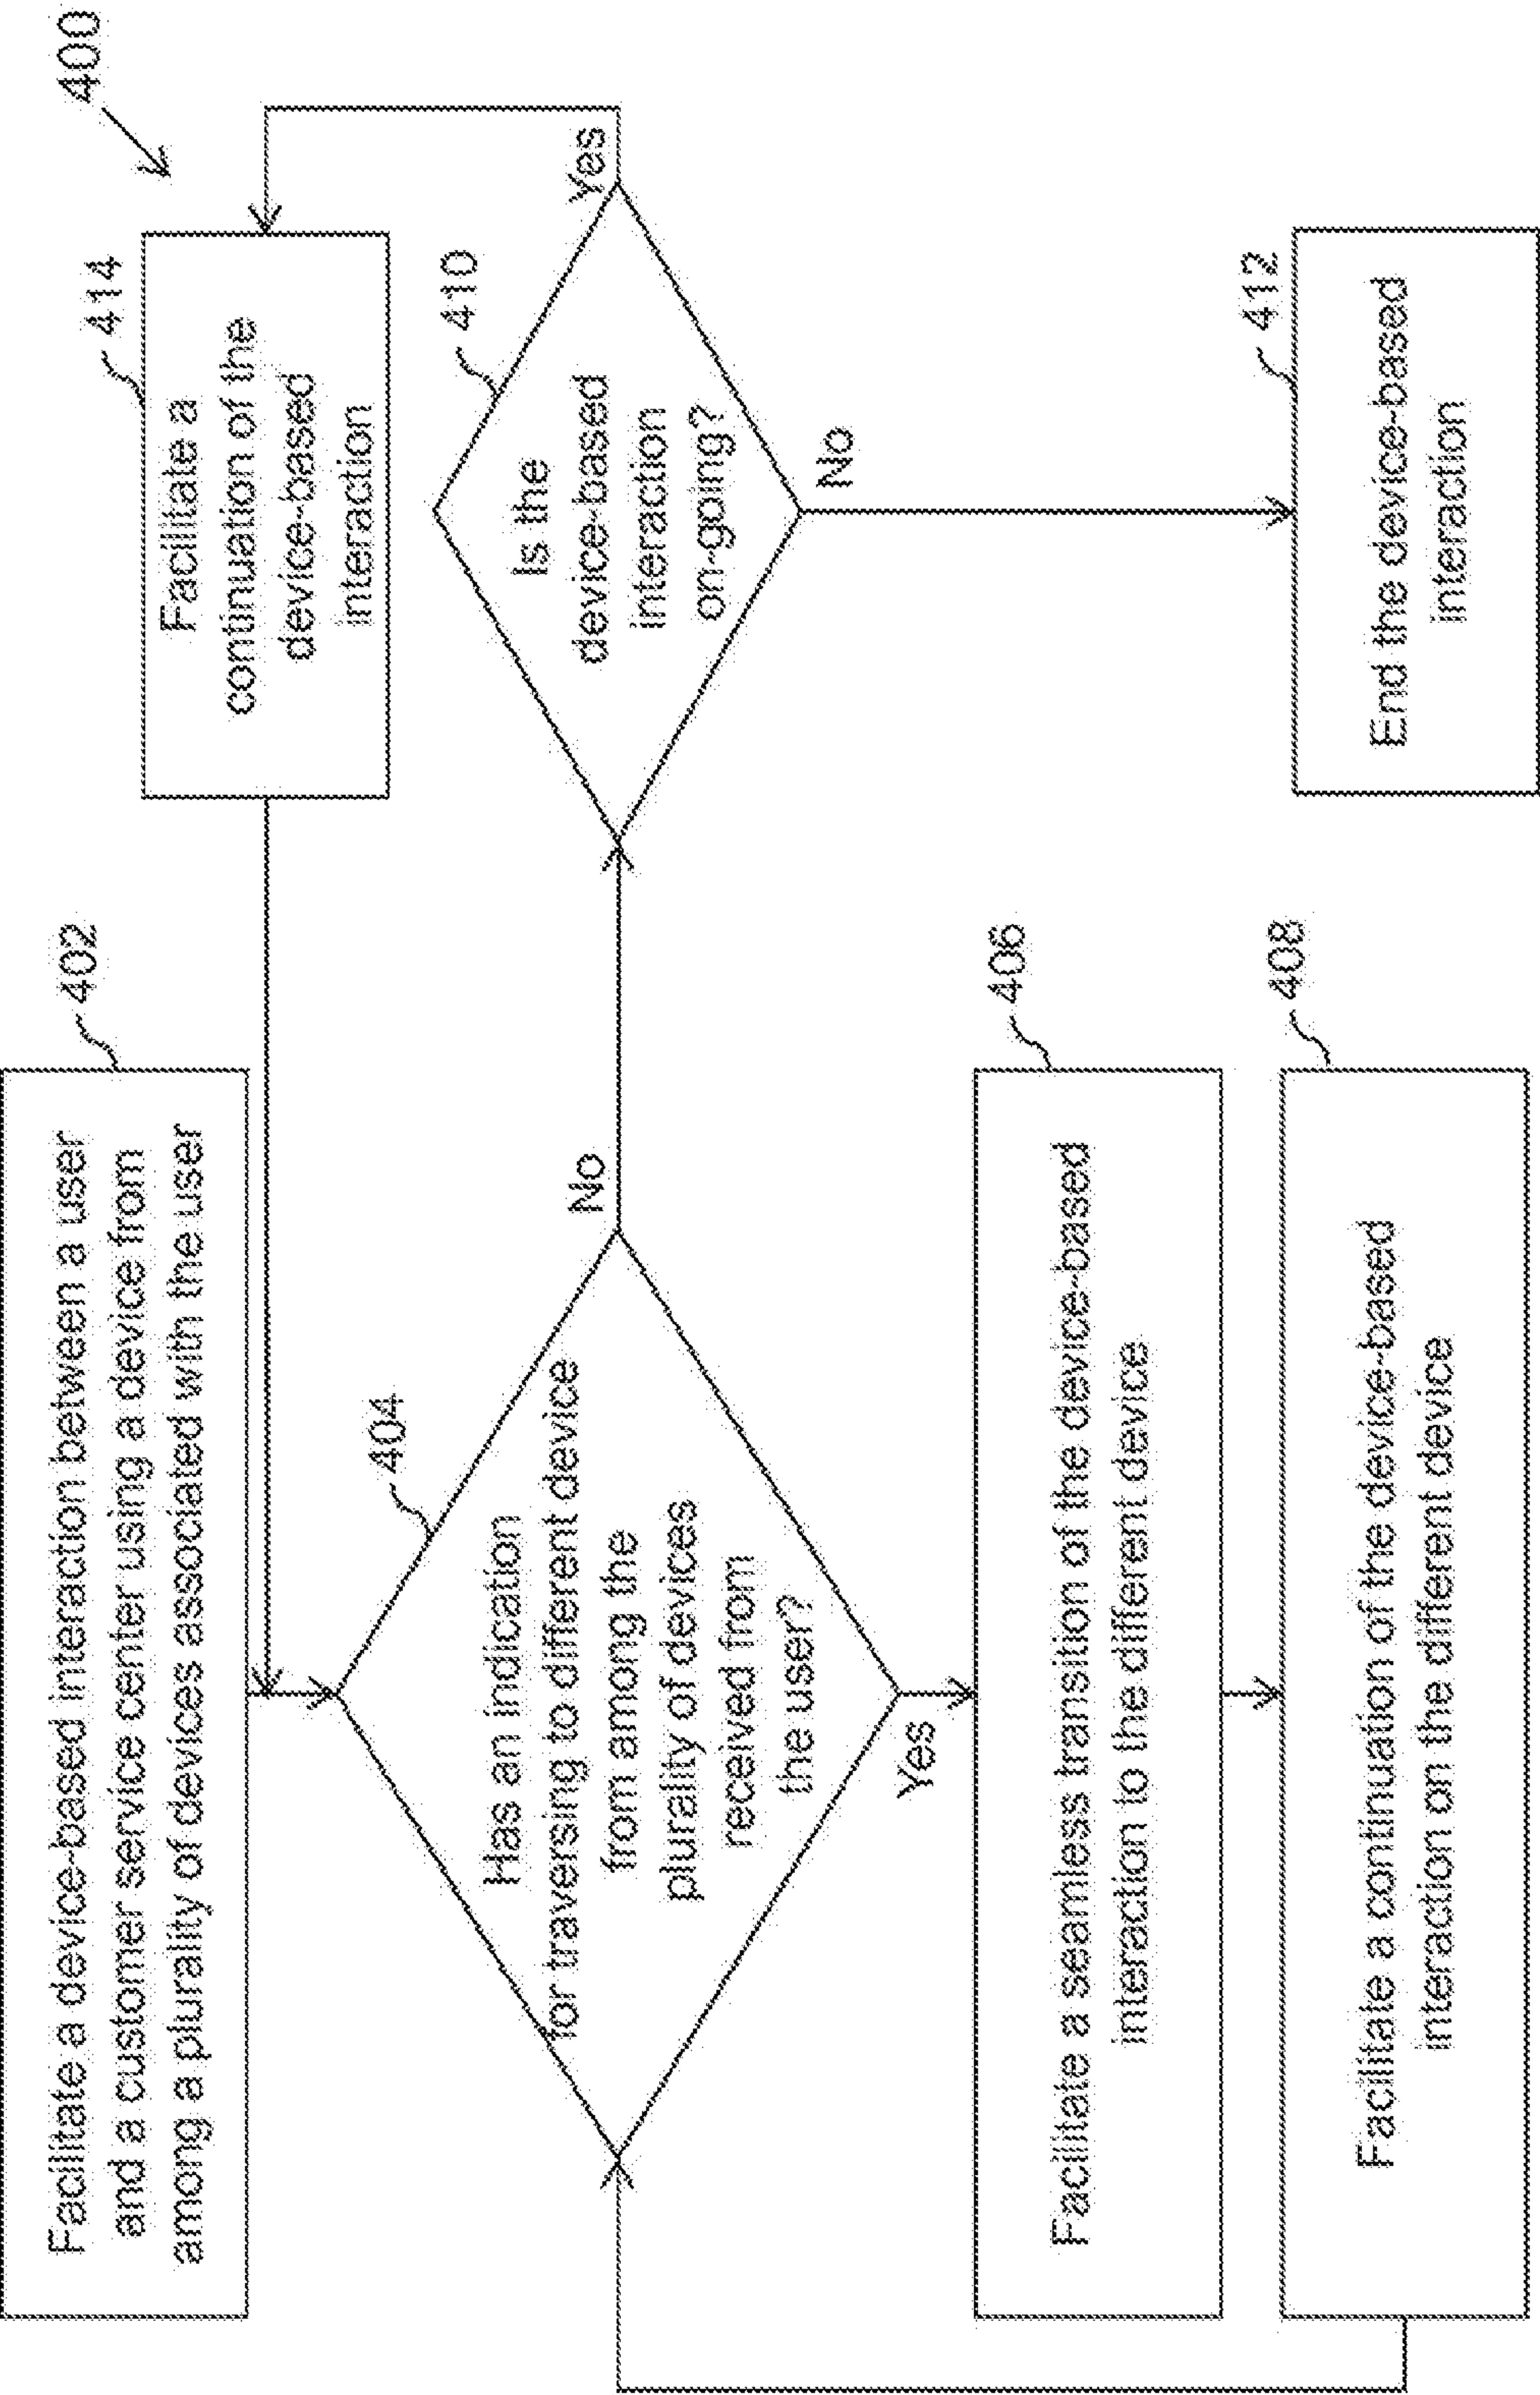 400
402
Facilitate a device-based interaction between a user
and a customer service center using a device from
among a plurality of devices associated with the user
414
Facilitate a
continuation of the
device-based
interaction
404
Has an indication
for traversing to different device
from among the
plurality of devices
received from
the user?
No
Yes
410
Is the
device-based
interaction
on-going?
Yes
No
406
Facilitate a seamless transition of the device-based
interaction to the different device
408
Facilitate a continuation of the device-based
interaction on the different device
412
End the device-based
interaction